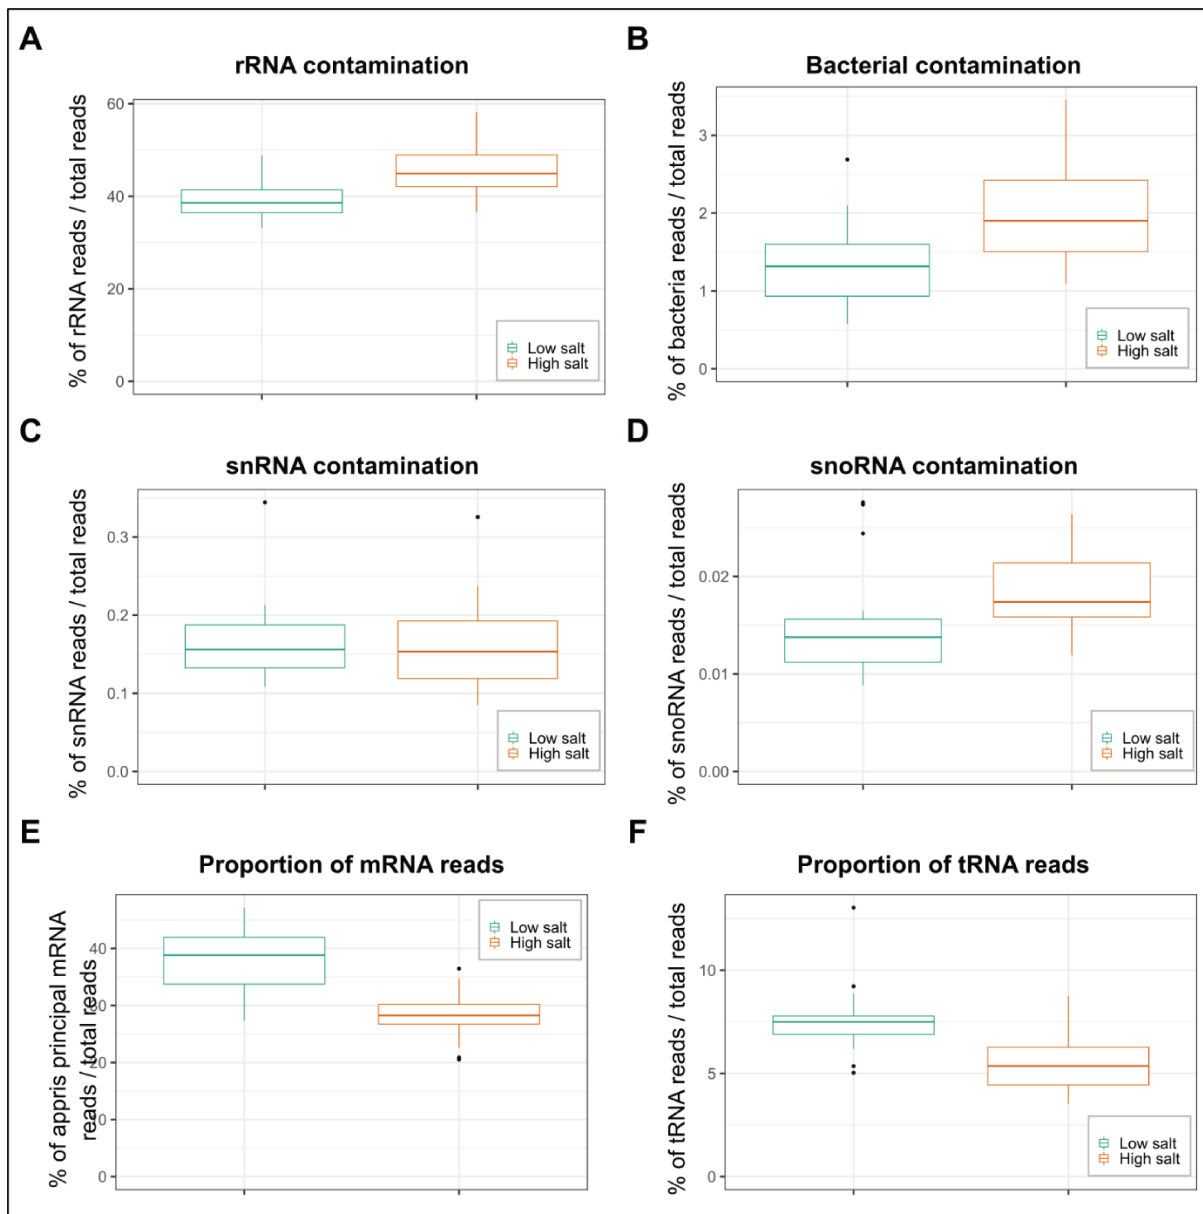 A
rRNA contamination
% of rRNA reads / total reads
60
40
20
0
Low salt
High salt
B
Bacterial contamination
% of bacteria reads / total reads
3
2
1
0
Low salt
High salt
C
snRNA contamination
% of snRNA reads / total reads
0.3
0.2
0.1
0.0
Low salt
High salt
D
snoRNA contamination
% of snoRNA reads / total reads
0.02
0.01
0.00
Low salt
High salt
E
Proportion of mRNA reads
% of appris principal mRNA
reads / total reads
40
30
20
10
0
Low salt
High salt
F
Proportion of tRNA reads
% of tRNA reads / total reads
10
5
0
Low salt
High salt